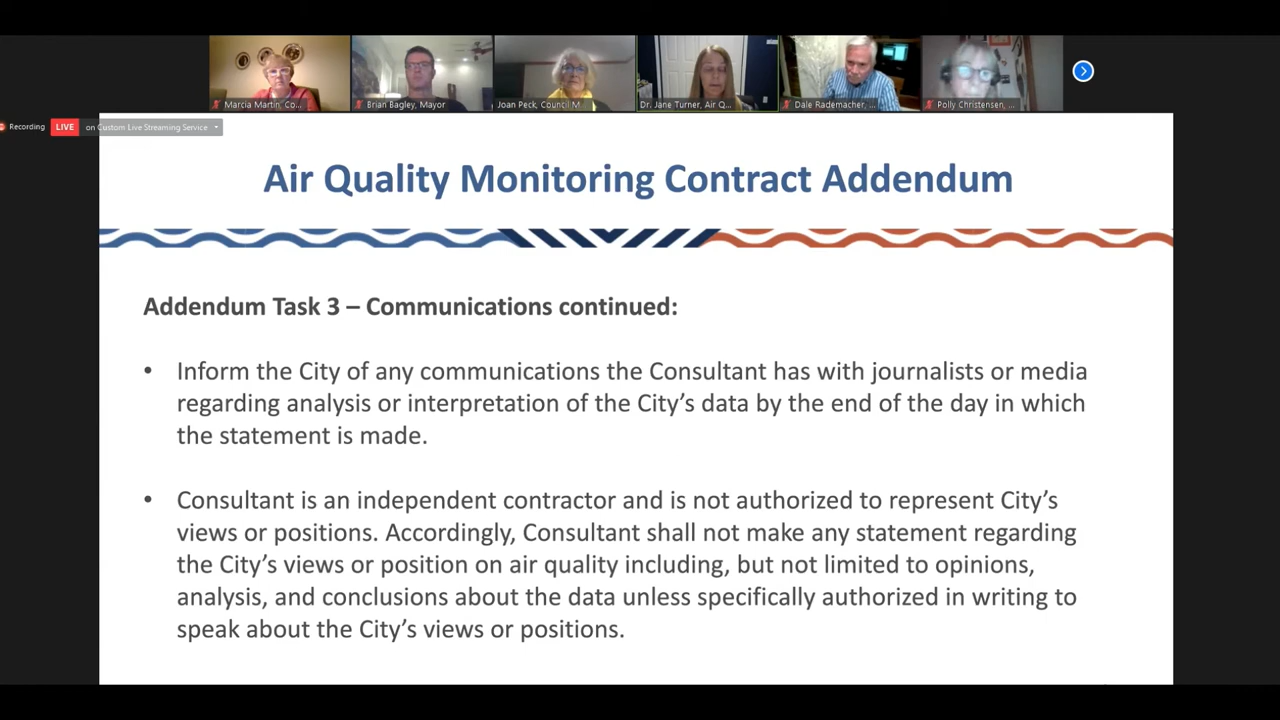 Marcia Martin, Co...
Brian Bagley, Mayor
Joan Peck, Council M...
Dr. Jane Turner, Air Q...
Dale Rademacher, ...
Polly Christensen, ...
Recording
LIVE
on Custom Live Streaming Service
Air Quality Monitoring Contract Addendum
Addendum Task 3 – Communications continued:
• Inform the City of any communications the Consultant has with journalists or media
regarding analysis or interpretation of the City’s data by the end of the day in which
the statement is made.
• Consultant is an independent contractor and is not authorized to represent City’s
views or positions. Accordingly, Consultant shall not make any statement regarding
the City’s views or position on air quality including, but not limited to opinions,
analysis, and conclusions about the data unless specifically authorized in writing to
speak about the City’s views or positions.